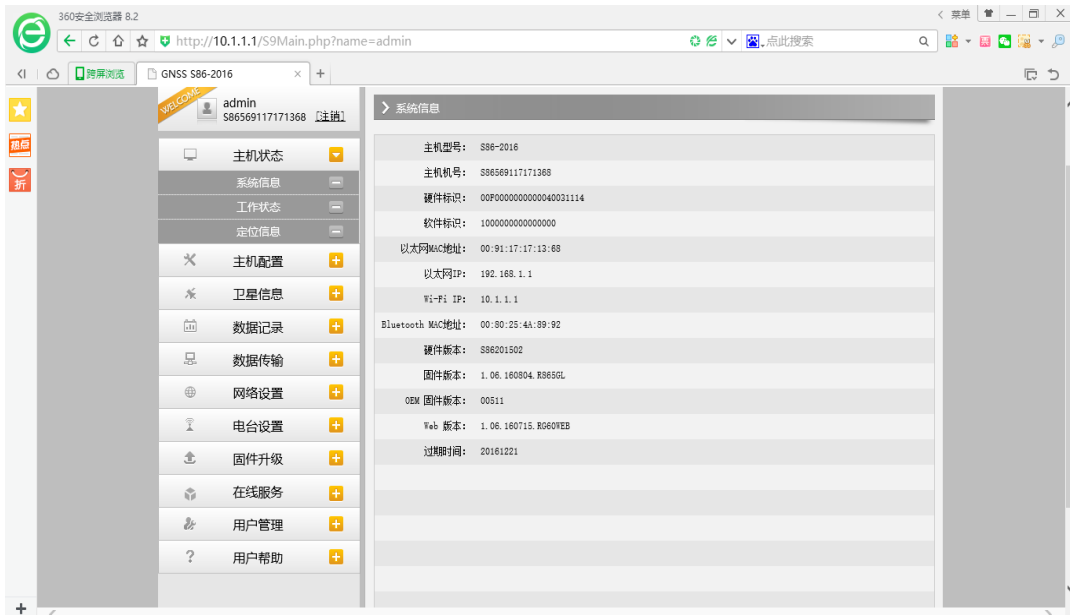 360安全浏览器 8.2
菜单
http://10.1.1.1/S9Main.php?name=admin
点此搜索
跨屏浏览
GNSS S86-2016
WELCOME
admin
S86569117171368 [注销]
系统信息
热点
折
主机状态
系统信息
工作状态
定位信息
主机配置
卫星信息
数据记录
数据传输
网络设置
电台设置
固件升级
在线服务
用户管理
用户帮助
主机型号: S86-2016
主机机号: S86569117171368
硬件标识: 00F0000000000040031114
软件标识: 1000000000000000
以太网MAC地址: 00:91:17:17:13:68
以太网IP: 192.168.1.1
Wi-Fi IP: 10.1.1.1
Bluetooth MAC地址: 00:80:25:4A:89:92
硬件版本: S86201502
固件版本: 1.06.160804.RS65GL
OEM 固件版本: 00511
Web 版本: 1.06.160715.RG60WEB
过期时间: 20161221